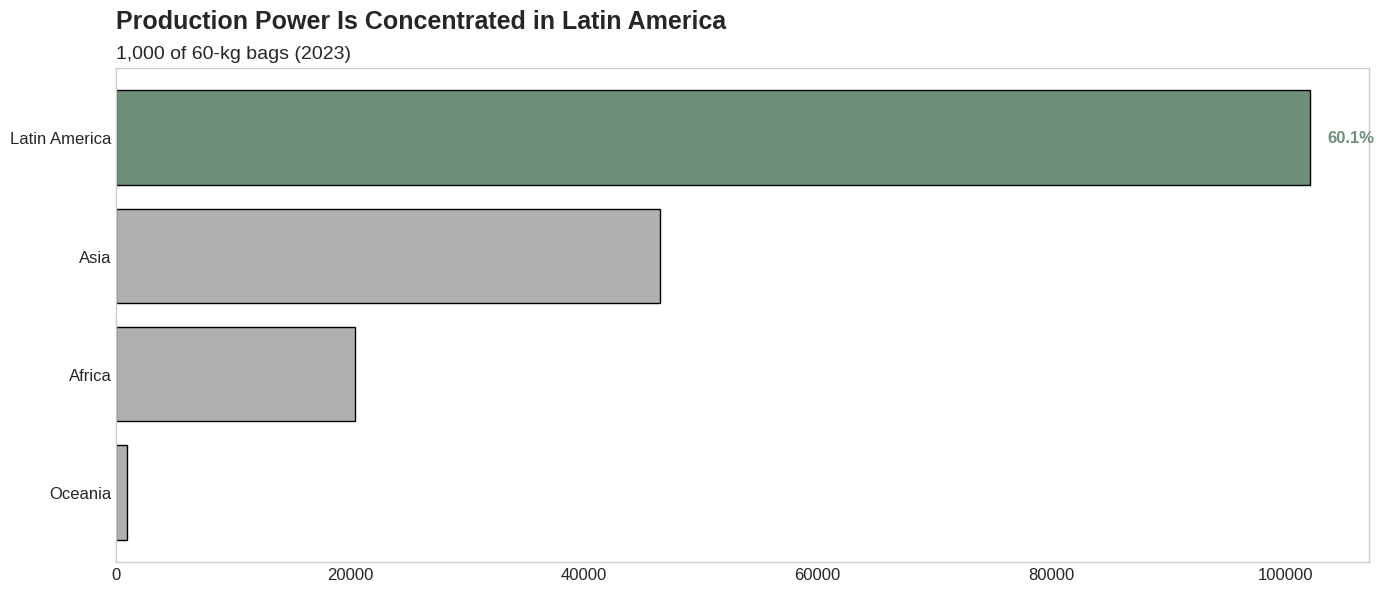 Production Power Is Concentrated in Latin America
1,000 of 60-kg bags (2023)
Latin America
60.1%
Asia
Africa
Oceania
0 20000 40000 60000 80000 100000